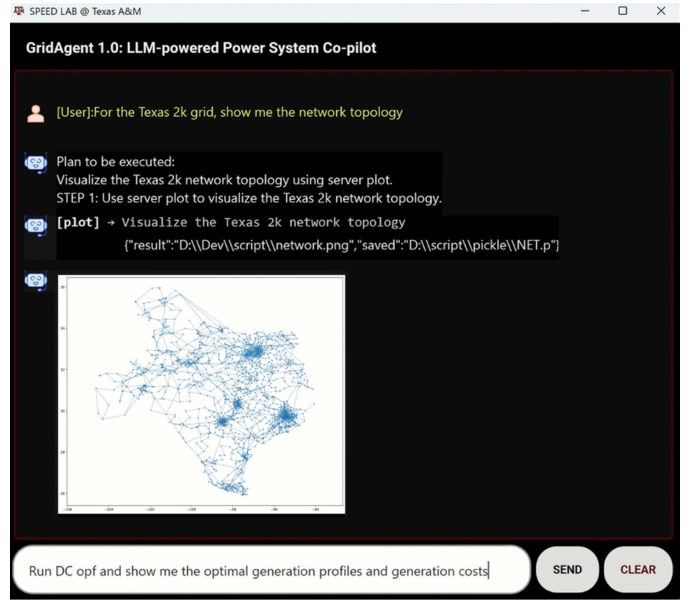 SPEED LAB @ Texas A&M
GridAgent 1.0: LLM-powered Power System Co-pilot
[User]:For the Texas 2k grid, show me the network topology
Plan to be executed:
Visualize the Texas 2k network topology using server plot.
STEP 1: Use server plot to visualize the Texas 2k network topology.
[plot] → Visualize the Texas 2k network topology
{"result":"D:\\Dev\\script\\network.png","saved":"D:\\script\\pickle\\NET.p"}
Run DC opf and show me the optimal generation profiles and generation costs
SEND
CLEAR